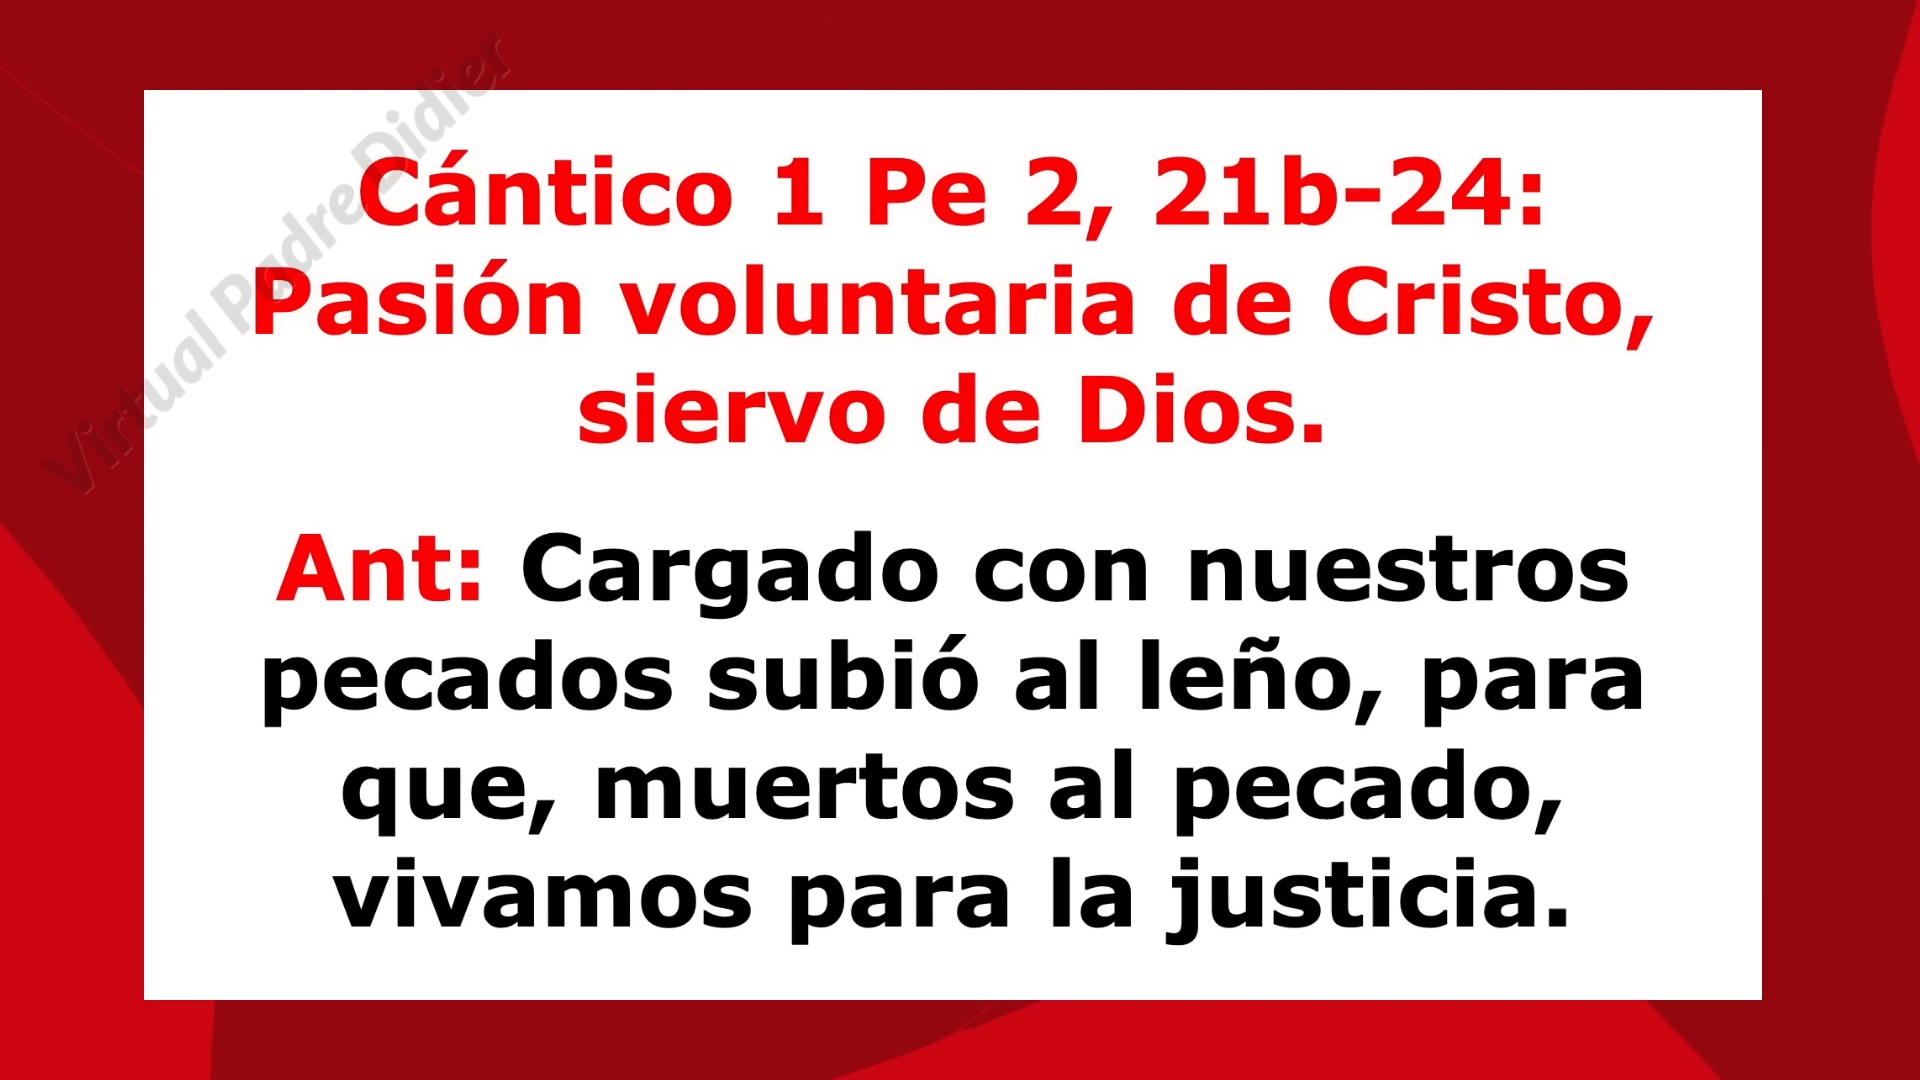 Cántico 1 Pe 2, 21b-24:
Pasión voluntaria de Cristo,
siervo de Dios.
Ant: Cargado con nuestros
pecados subió al leño, para
que, muertos al pecado,
vivamos para la justicia.
Virtual Padre Didier